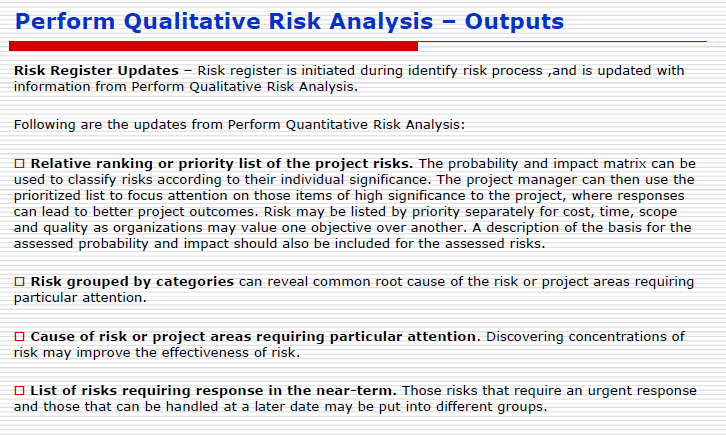 Perform Qualitative Risk Analysis – Outputs
Risk Register Updates – Risk register is initiated during identify risk process ,and is updated with
information from Perform Qualitative Risk Analysis.
Following are the updates from Perform Quantitative Risk Analysis:
□ Relative ranking or priority list of the project risks. The probability and impact matrix can be
used to classify risks according to their individual significance. The project manager can then use the
prioritized list to focus attention on those items of high significance to the project, where responses
can lead to better project outcomes. Risk may be listed by priority separately for cost, time, scope
and quality as organizations may value one objective over another. A description of the basis for the
assessed probability and impact should also be included for the assessed risks.
□ Risk grouped by categories can reveal common root cause of the risk or project areas requiring
particular attention.
□ Cause of risk or project areas requiring particular attention. Discovering concentrations of
risk may improve the effectiveness of risk.
□ List of risks requiring response in the near-term. Those risks that require an urgent response
and those that can be handled at a later date may be put into different groups.